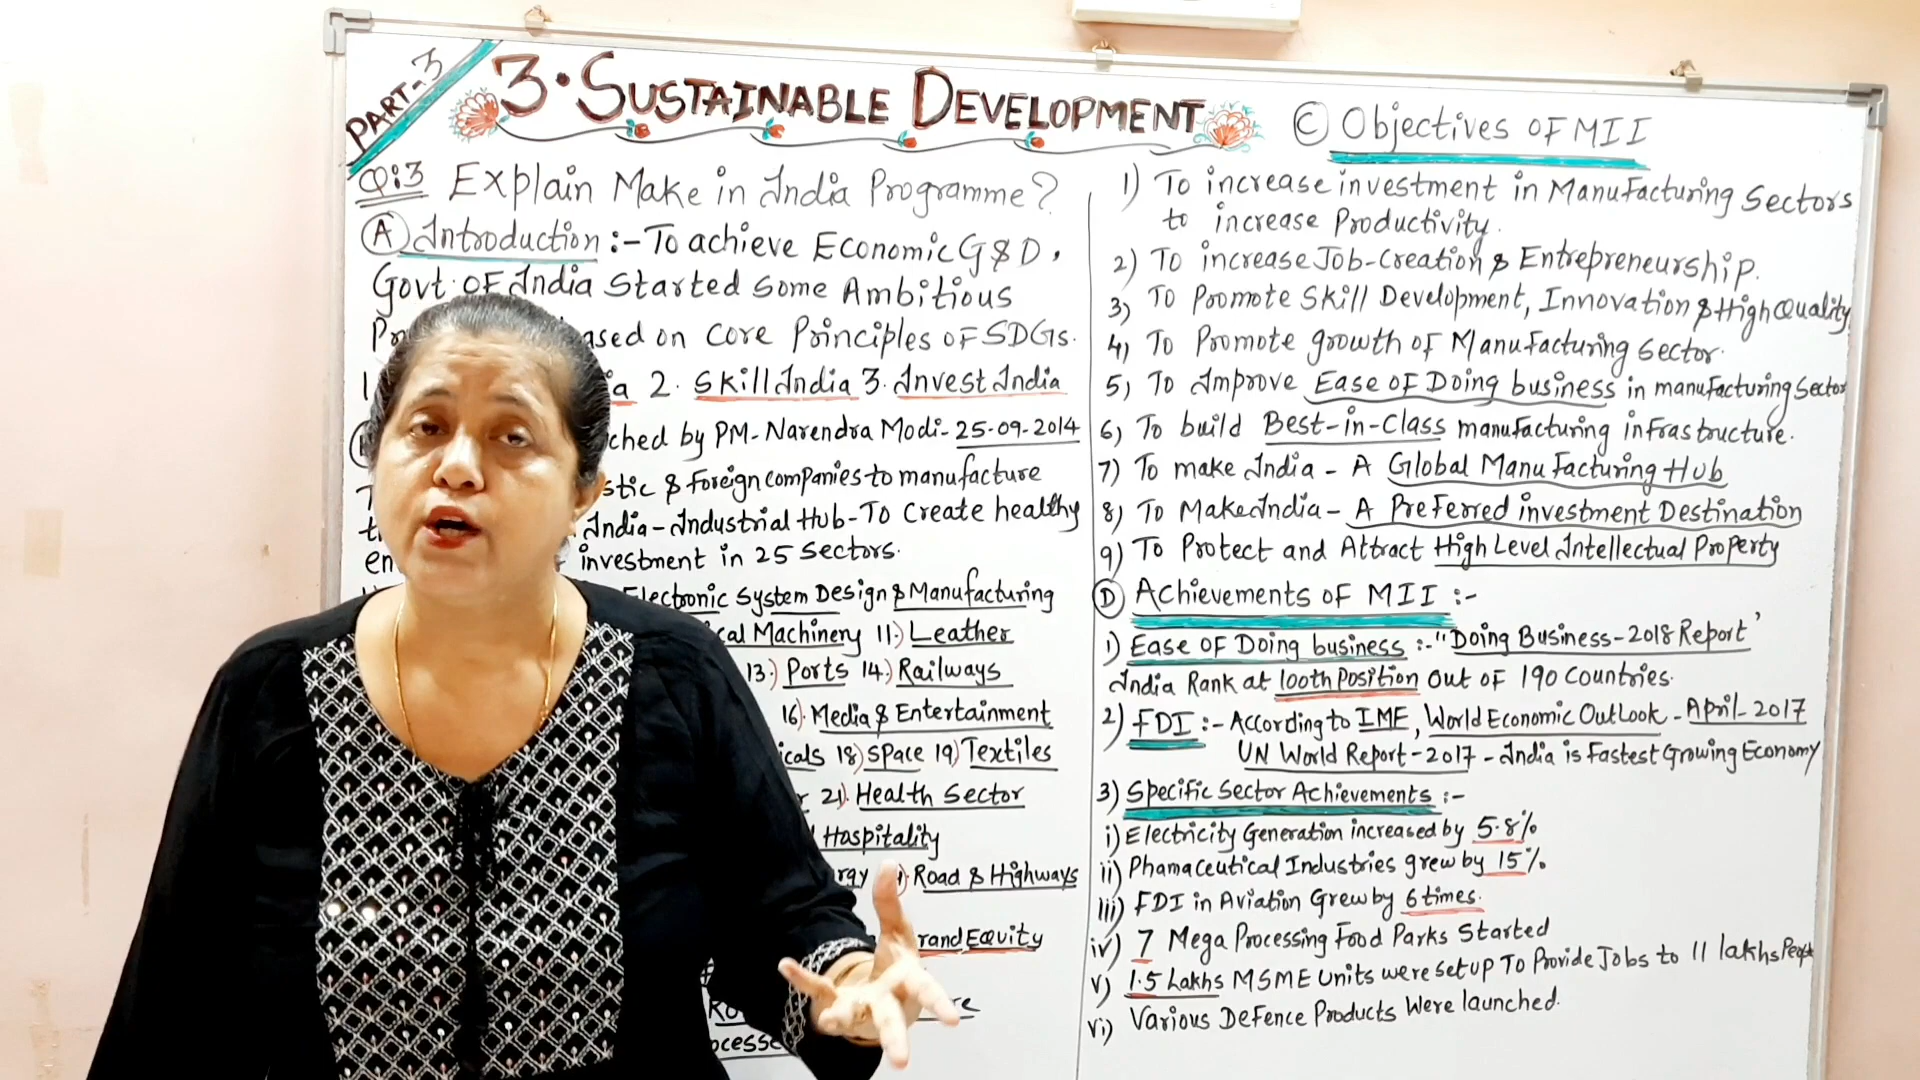 PART-3
3. SUSTAINABLE DEVELOPMENT
Q:3 Explain Make in India Programme?
(A) Introduction :- To achieve Economic G & D,
Govt. OF India Started Some Ambitious
based on Core Principles OF SDGs.
1. 2. Skill India 3. Invest India
by PM- Narendra Modi- 25-09-2014
& Foreign companies to manufacture
India - Industrial Hub - To Create healthy
investment in 25 Sectors.
Electronic System Design & Manufacturing
Machinery 11.) Leather
13.) Ports 14.) Railways
16). Media & Entertainment
18) Space 19) Textiles
21). Health Sector
Hospitality
Road & Highways
Equity
(C) Objectives OF MII
1) To increase investment in Manufacturing Sectors
to increase Productivity.
2) To increase Job-Creation & Entrepreneurship.
3) To Promote Skill Development, Innovation & High Quality
4) To Promote growth OF Manufacturing Sector.
5) To Improve Ease OF Doing business in manufacturing Sector
6) To build Best-in-Class manufacturing infrastructure.
7) To make India - A Global Manufacturing Hub
8) To Make India - A Preferred investment Destination
9) To Protect and Attract High Level Intellectual Property
(D) Achievements OF MII :-
1) Ease OF Doing business :- "Doing Business - 2018 Report'
India Rank at 100th Position Out OF 190 Countries.
2) FDI :- According to IMF, World Economic Outlook - April - 2017
UN World Report - 2017 - India is Fastest Growing Economy
3) Specific Sector Achievements :-
i) Electricity Generation increased by 5.8%
ii) Phamaceutical Industries grew by 15%
iii) FDI in Aviation Grew by 6 times.
iv) 7 Mega Processing Food Parks Started
v) 1.5 Lakhs MSME Units were set up To Provide Jobs to 11 lakhs People
vi) Various Defence Products Were launched.